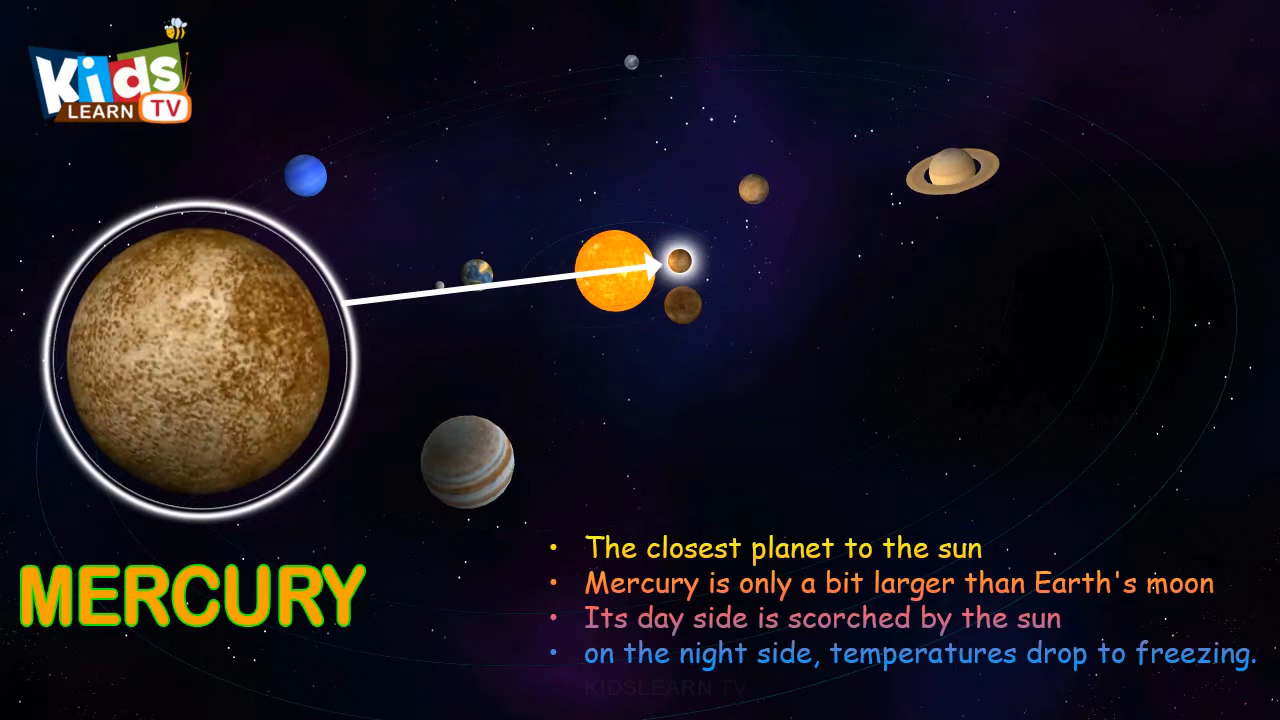 Kids
LEARN TV
MERCURY
• The closest planet to the sun
• Mercury is only a bit larger than Earth's moon
• Its day side is scorched by the sun
• on the night side, temperatures drop to freezing.
KIDSLEARN TV